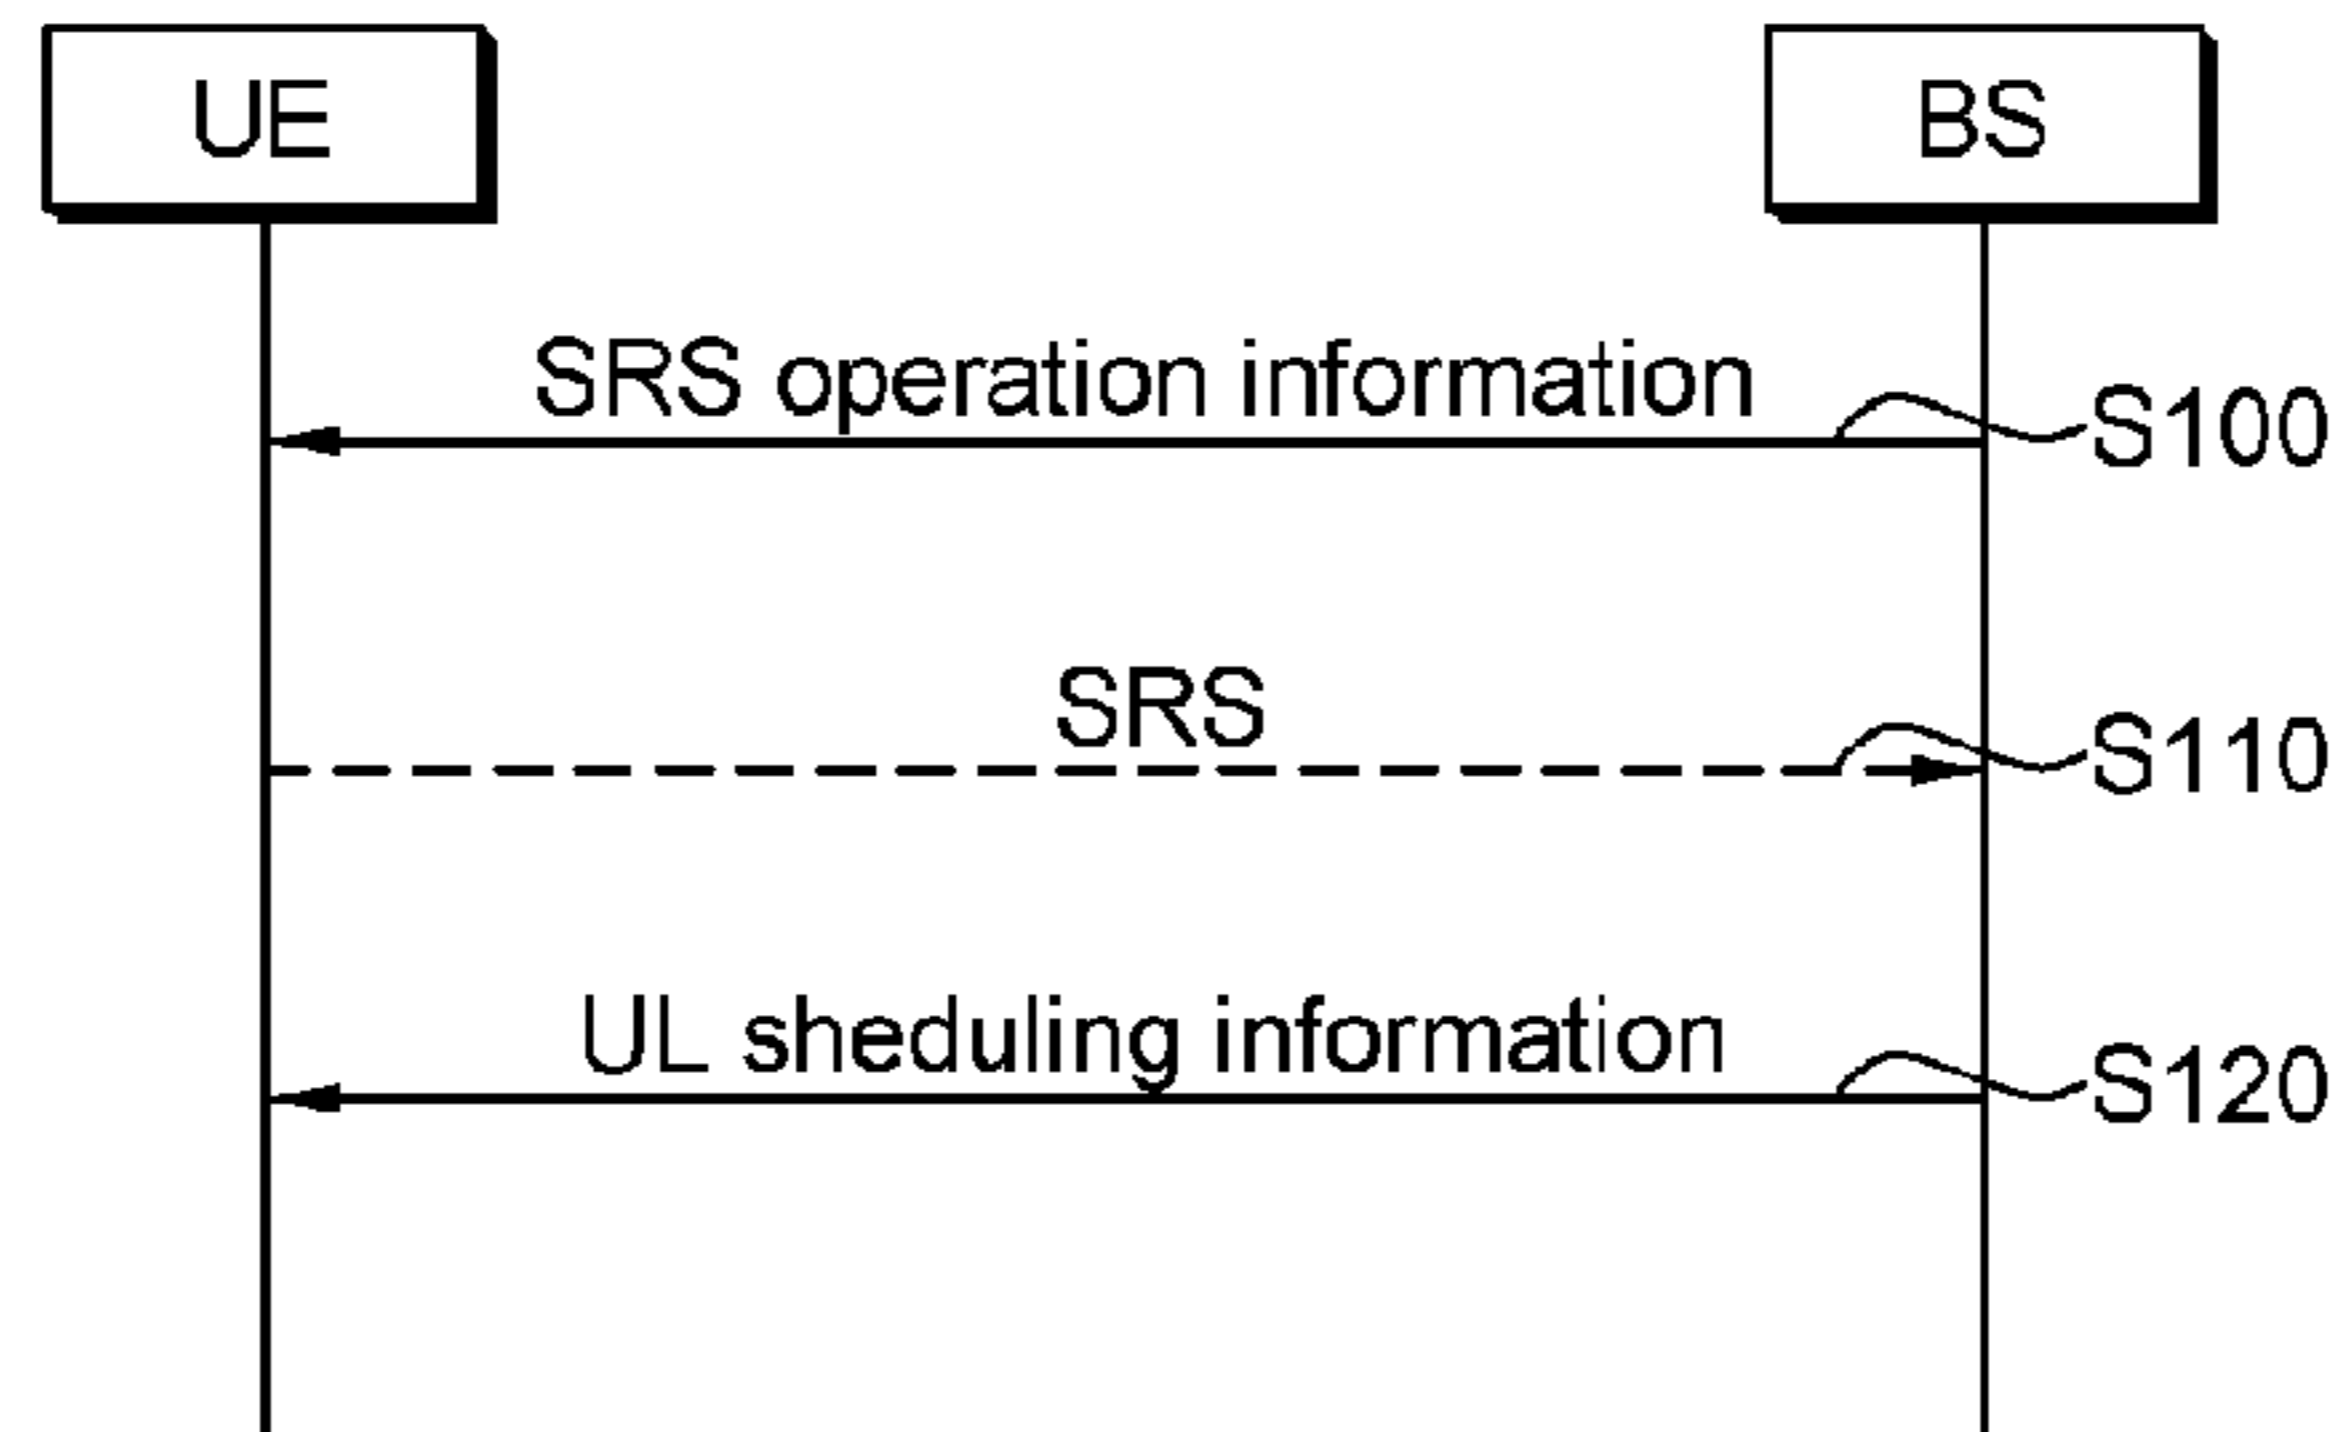 UE
BS
SRS operation information
S100
SRS
S110
UL sheduling information
S120